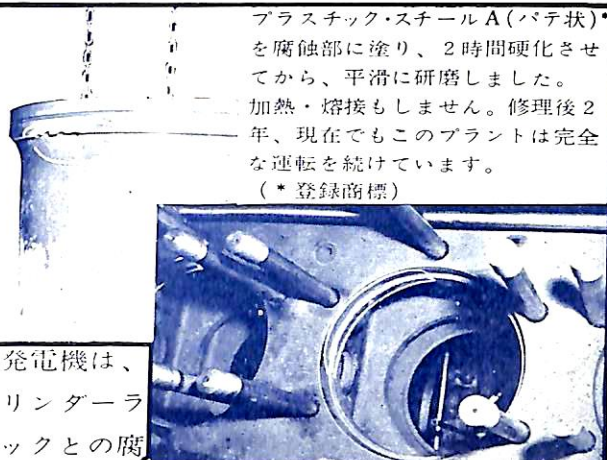 プラスチック・スチールA(パテ状)*
を腐蝕部に塗り、2時間硬化させ
てから、平滑に研磨しました。
加熱・熔接もしません。修理後2
年、現在でもこのプラントは完全
な運転を続けています。
(*登録商標)
発電機は、
リンダーラ
ックとの腐